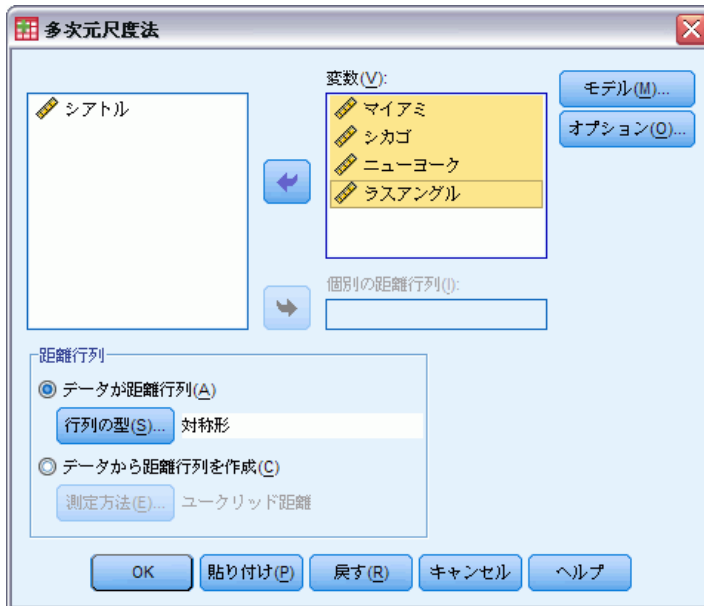 多次元尺度法
変数(V):
シアトル
マイアミ
シカゴ
ニューヨーク
ラスアングル
モデル(M)...
オプション(O)...
個別の距離行列(I):
距離行列
データが距離行列(A)
行列の型(S)... 対称形
データから距離行列を作成(C)
測定方法(E)... ユークリッド距離
OK 貼り付け(P) 戻す(R) キャンセル ヘルプ